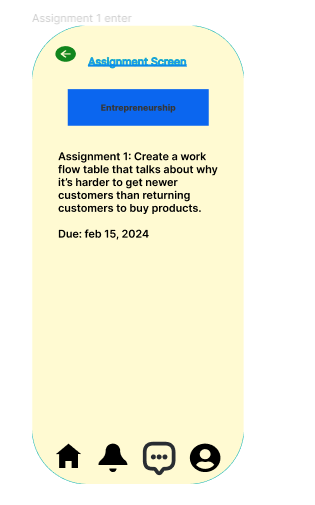 Assignment 1 enter
Assignment Screen
Entrepreneurship
Assignment 1: Create a work
flow table that talks about why
it’s harder to get newer
customers than returning
customers to buy products.
Due: feb 15, 2024